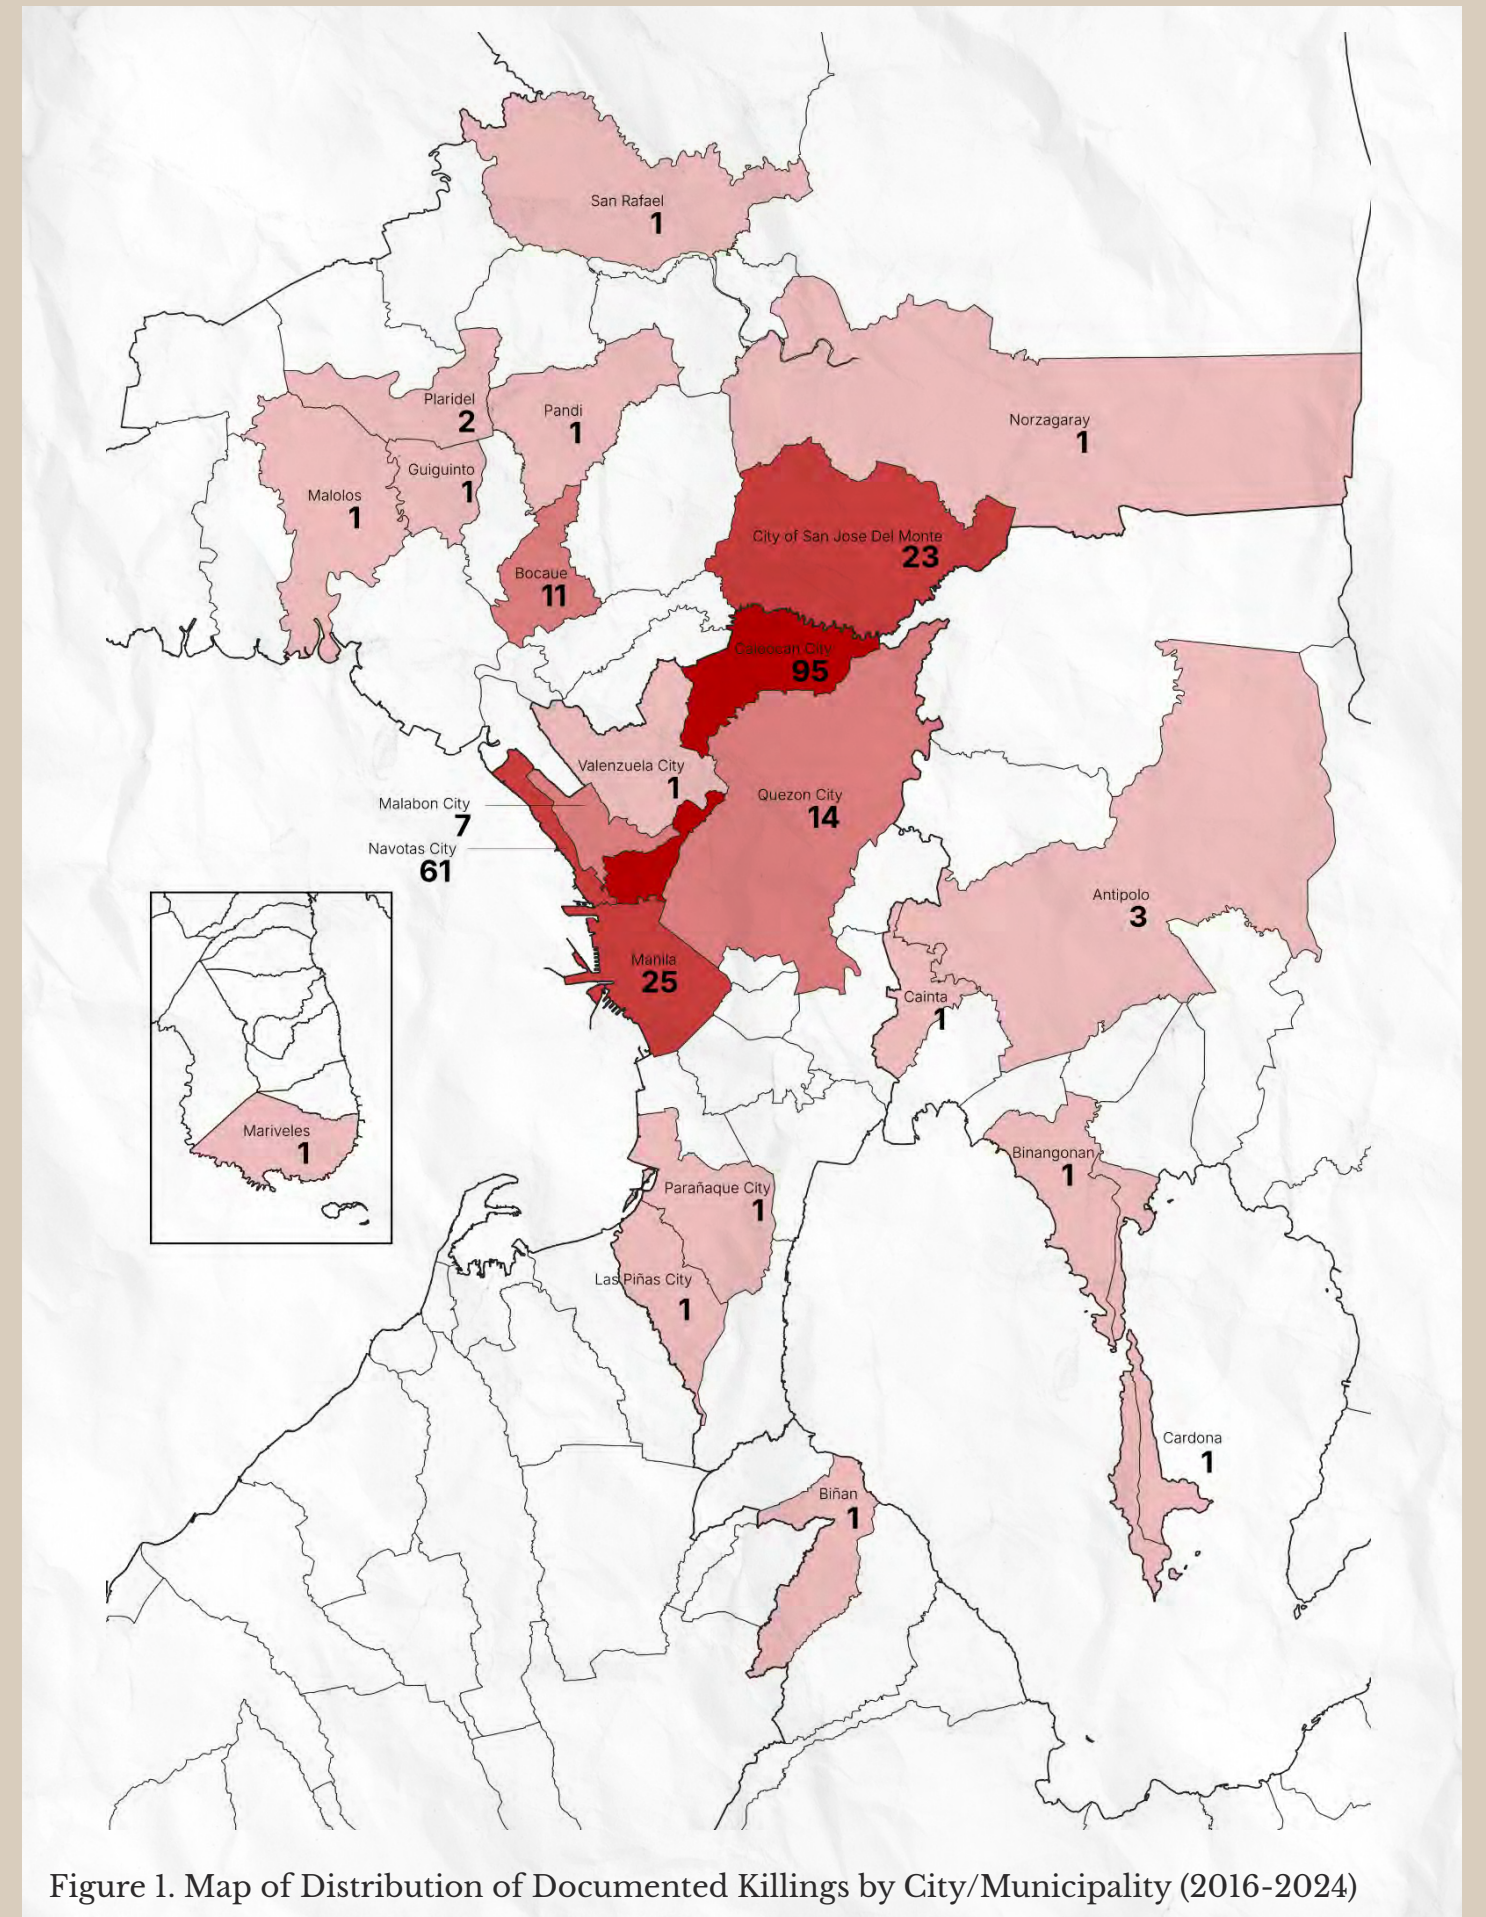 San Rafael
1
Plaridel
2
Pandi
1
Norzagaray
1
Guiguinto
1
Malolos
1
City of San Jose Del Monte
23
Bocaue
11
Caloocan City
95
Valenzuela City
1
Quezon City
14
Malabon City
7
Navotas City
61
Antipolo
3
Manila
25
Cainta
1
Mariveles
1
Binangonan
1
Parañaque City
1
Las Piñas City
1
Cardona
1
Biñan
1
Figure 1. Map of Distribution of Documented Killings by City/Municipality (2016-2024)